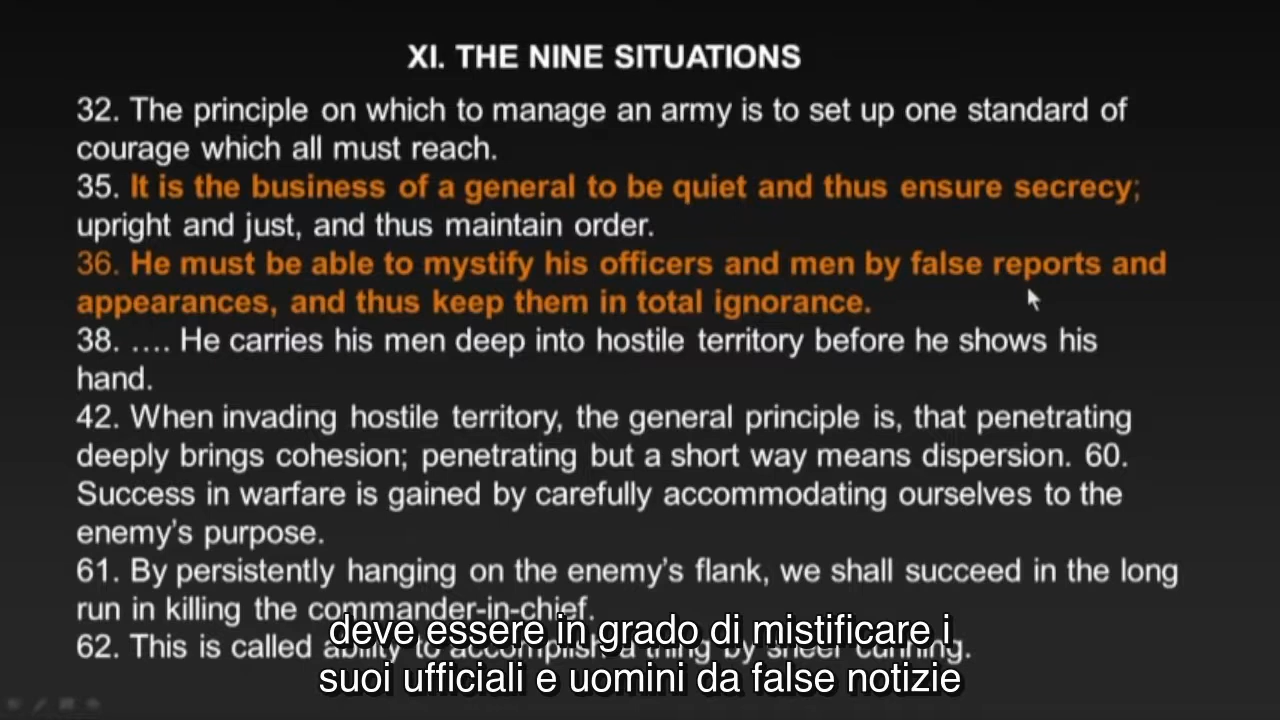 XI. THE NINE SITUATIONS
32. The principle on which to manage an army is to set up one standard of
courage which all must reach.
35. It is the business of a general to be quiet and thus ensure secrecy;
upright and just, and thus maintain order.
36. He must be able to mystify his officers and men by false reports and
appearances, and thus keep them in total ignorance.
38. .... He carries his men deep into hostile territory before he shows his
hand.
42. When invading hostile territory, the general principle is, that penetrating
deeply brings cohesion; penetrating but a short way means dispersion. 60.
Success in warfare is gained by carefully accommodating ourselves to the
enemy's purpose.
61. By persistently hanging on the enemy's flank, we shall succeed in the long
run in killing the commander-in-chief.
62. This is called ability to accomplish a thing by sheer cunning.
deve essere in grado di mistificare i
suoi ufficiali e uomini da false notizie